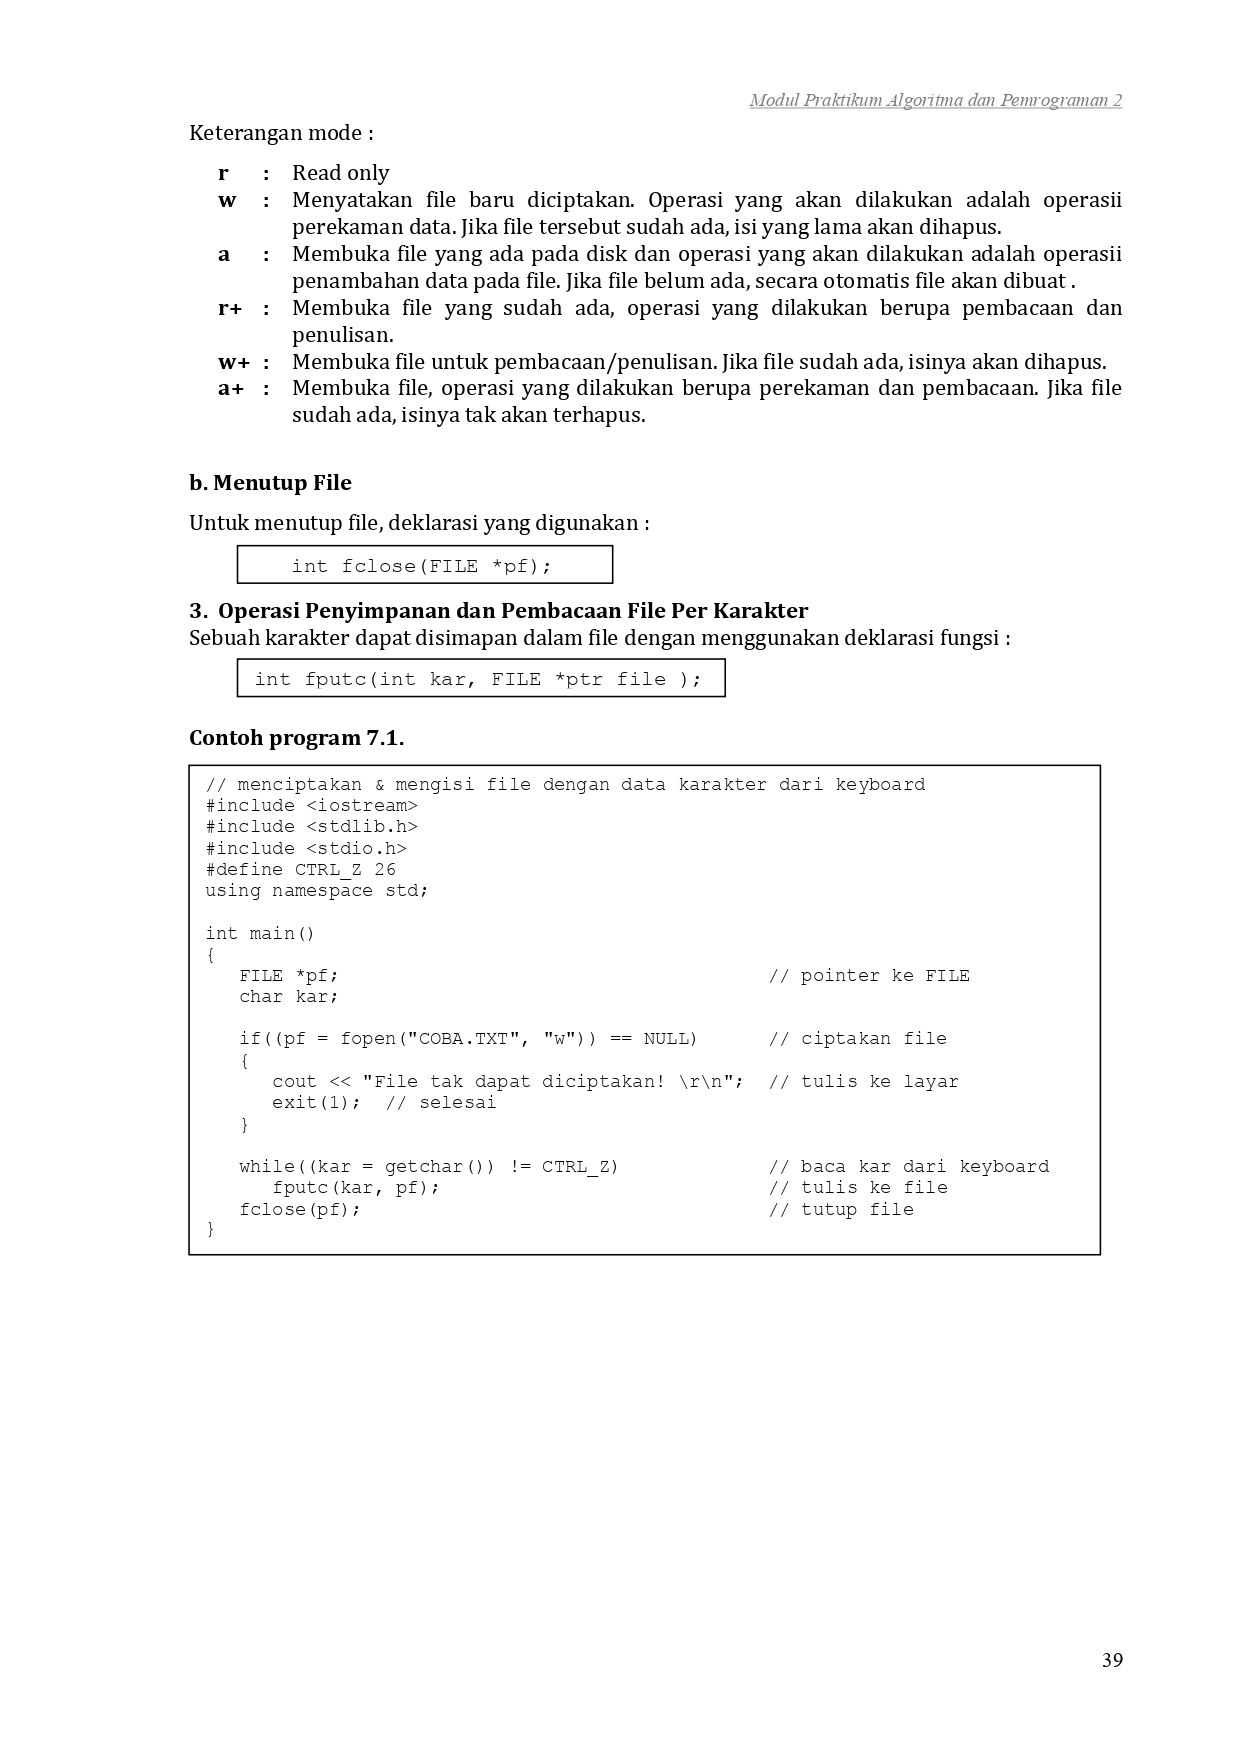 Modul Praktikum Algoritma dan Pemrograman 2
Keterangan mode :
r : Read only
w : Menyatakan file baru diciptakan. Operasi yang akan dilakukan adalah operasii
perekaman data. Jika file tersebut sudah ada, isi yang lama akan dihapus.
a : Membuka file yang ada pada disk dan operasi yang akan dilakukan adalah operasii
penambahan data pada file. Jika file belum ada, secara otomatis file akan dibuat .
r+ : Membuka file yang sudah ada, operasi yang dilakukan berupa pembacaan dan
penulisan.
w+ : Membuka file untuk pembacaan/penulisan. Jika file sudah ada, isinya akan dihapus.
a+ : Membuka file, operasi yang dilakukan berupa perekaman dan pembacaan. Jika file
sudah ada, isinya tak akan terhapus.
b. Menutup File
Untuk menutup file, deklarasi yang digunakan :
int fclose(FILE *pf);
3. Operasi Penyimpanan dan Pembacaan File Per Karakter
Sebuah karakter dapat disimapan dalam file dengan menggunakan deklarasi fungsi :
int fputc(int kar, FILE *ptr file );
Contoh program 7.1.
// menciptakan & mengisi file dengan data karakter dari keyboard
#include <iostream>
#include <stdlib.h>
#include <stdio.h>
#define CTRL_Z 26
using namespace std;
int main()
{
FILE *pf; // pointer ke FILE
char kar;
if((pf = fopen("COBA.TXT", "w")) == NULL) // ciptakan file
{
cout << "File tak dapat diciptakan! \r\n"; // tulis ke layar
exit(1); // selesai
}
while((kar = getchar()) != CTRL_Z) // baca kar dari keyboard
fputc(kar, pf); // tulis ke file
fclose(pf); // tutup file
}
39